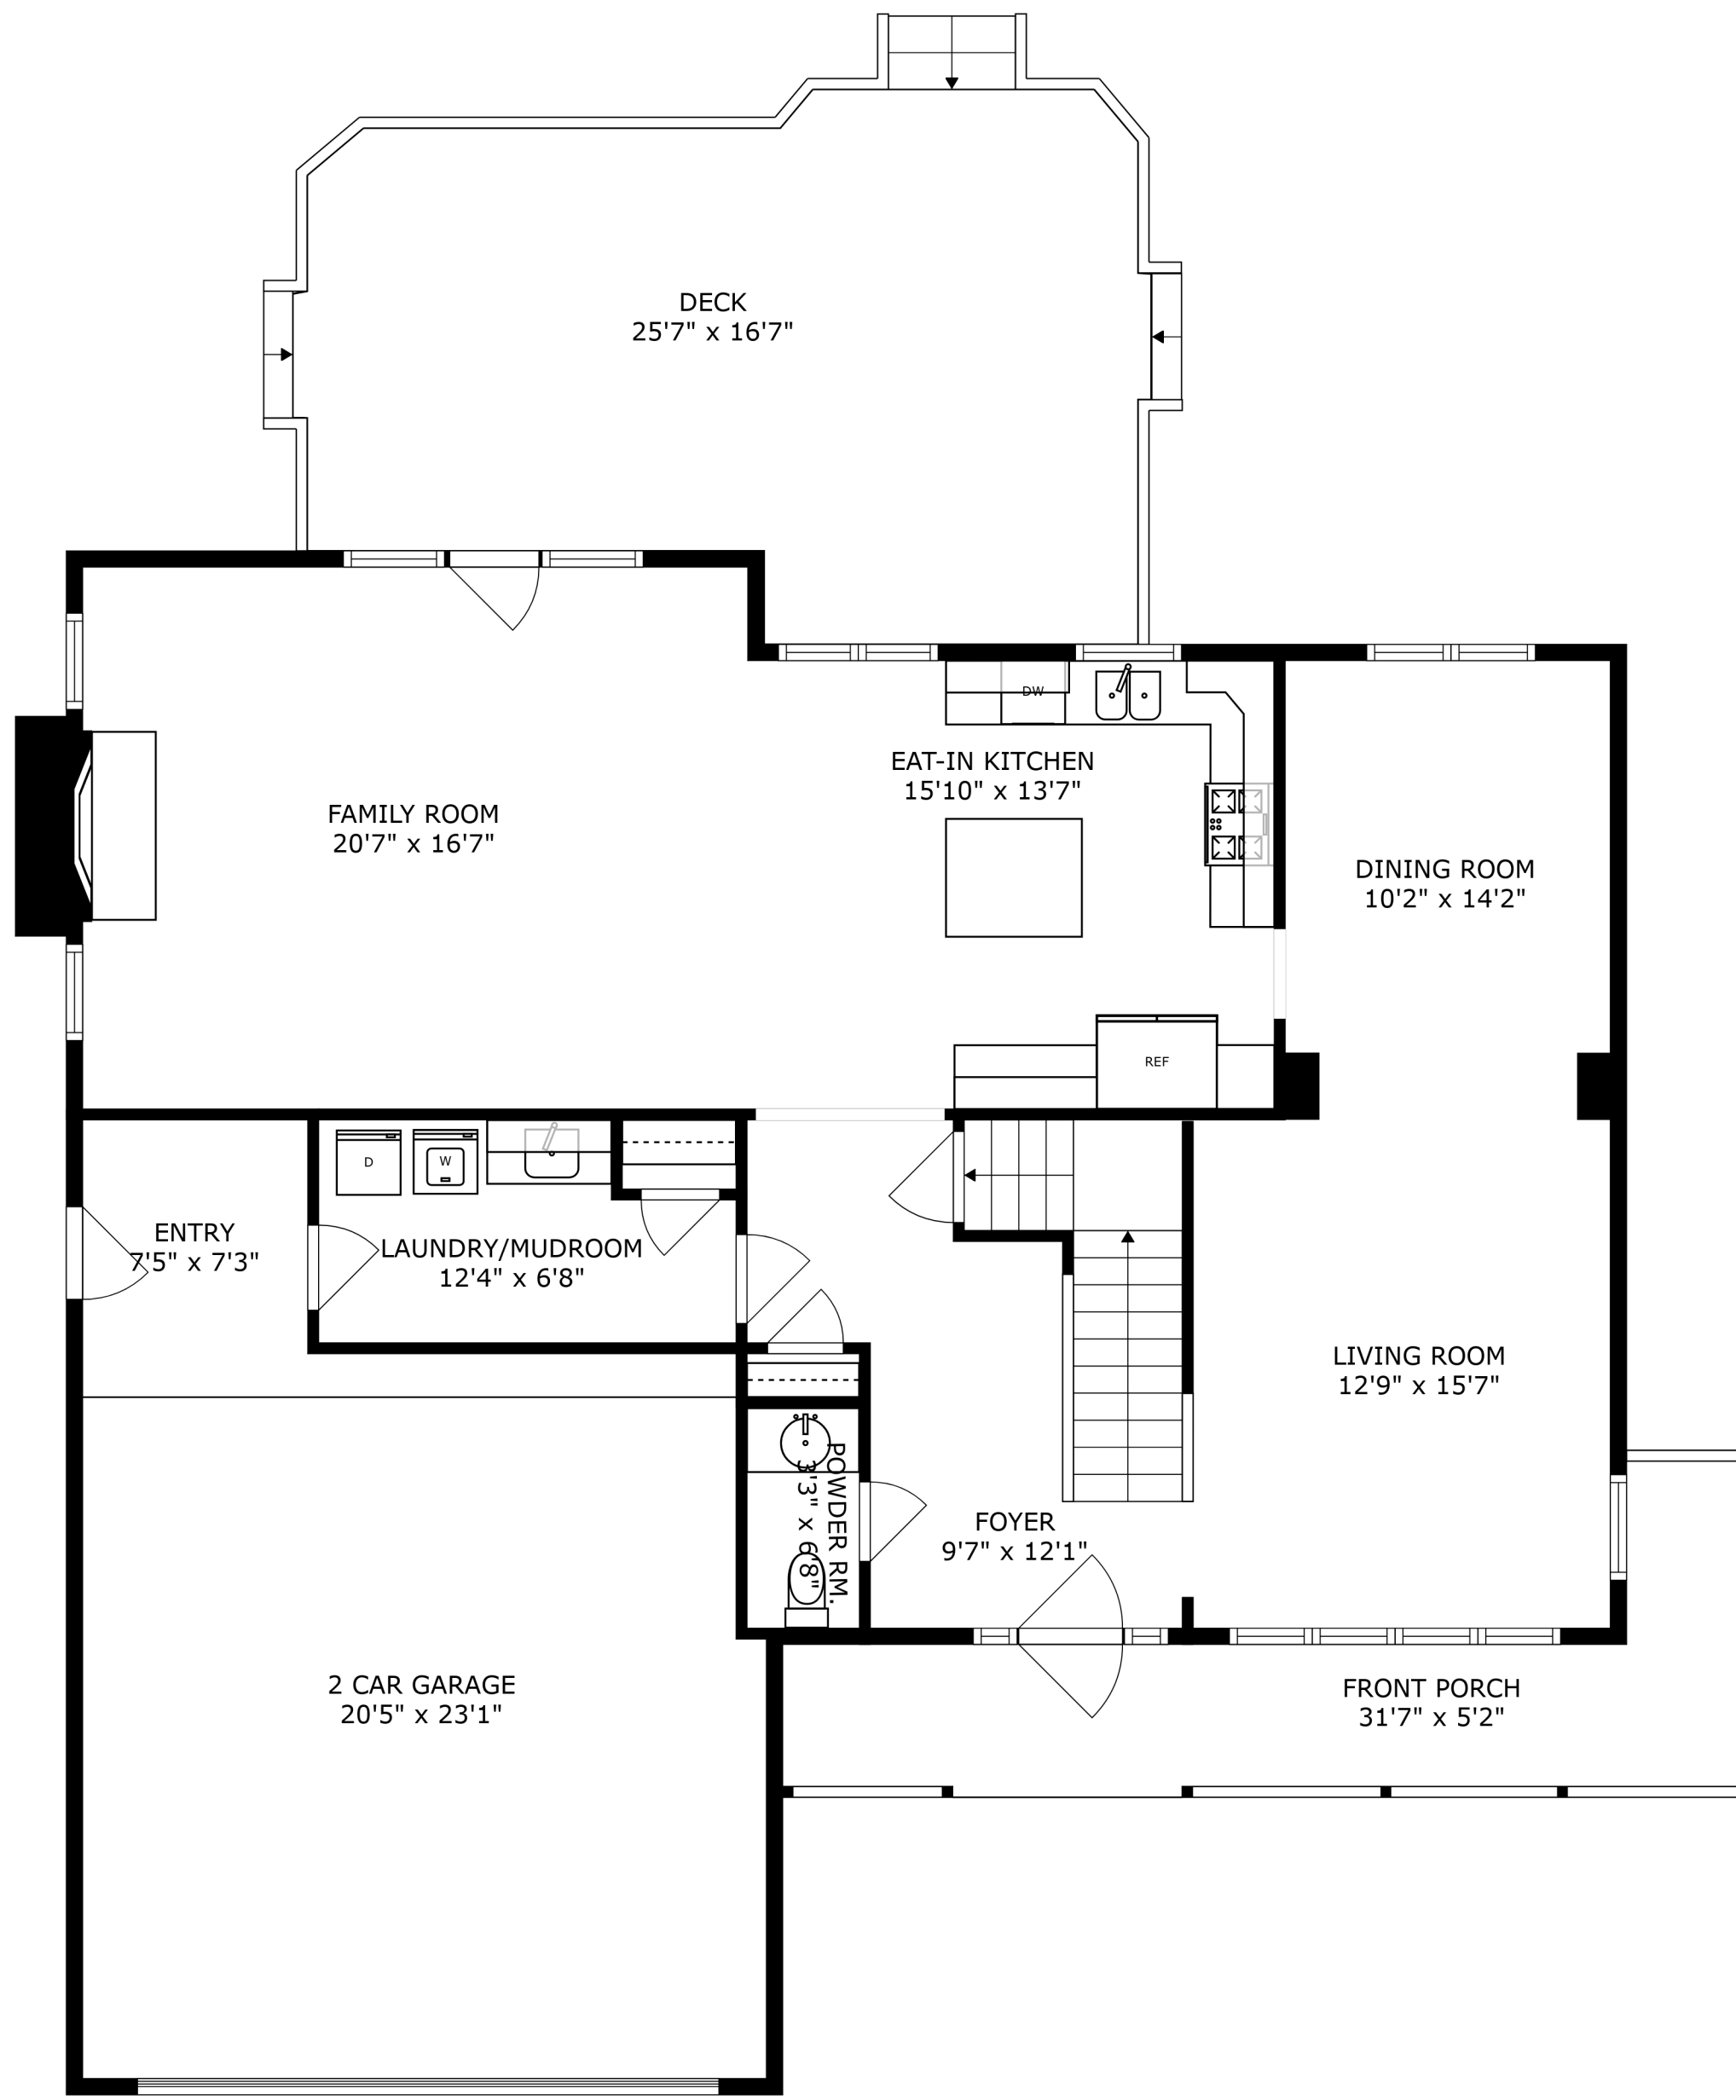 DECK
25'7" x 16'7"
DW
EAT-IN KITCHEN
15'10" x 13'7"
FAMILY ROOM
20'7" x 16'7"
DINING ROOM
10'2" x 14'2"
REF
D
W
ENTRY
7'5" x 7'3"
LAUNDRY/MUDROOM
12'4" x 6'8"
LIVING ROOM
12'9" x 15'7"
POWDER RM.
3'3" x 6'8"
FOYER
9'7" x 12'1"
2 CAR GARAGE
20'5" x 23'1"
FRONT PORCH
31'7" x 5'2"